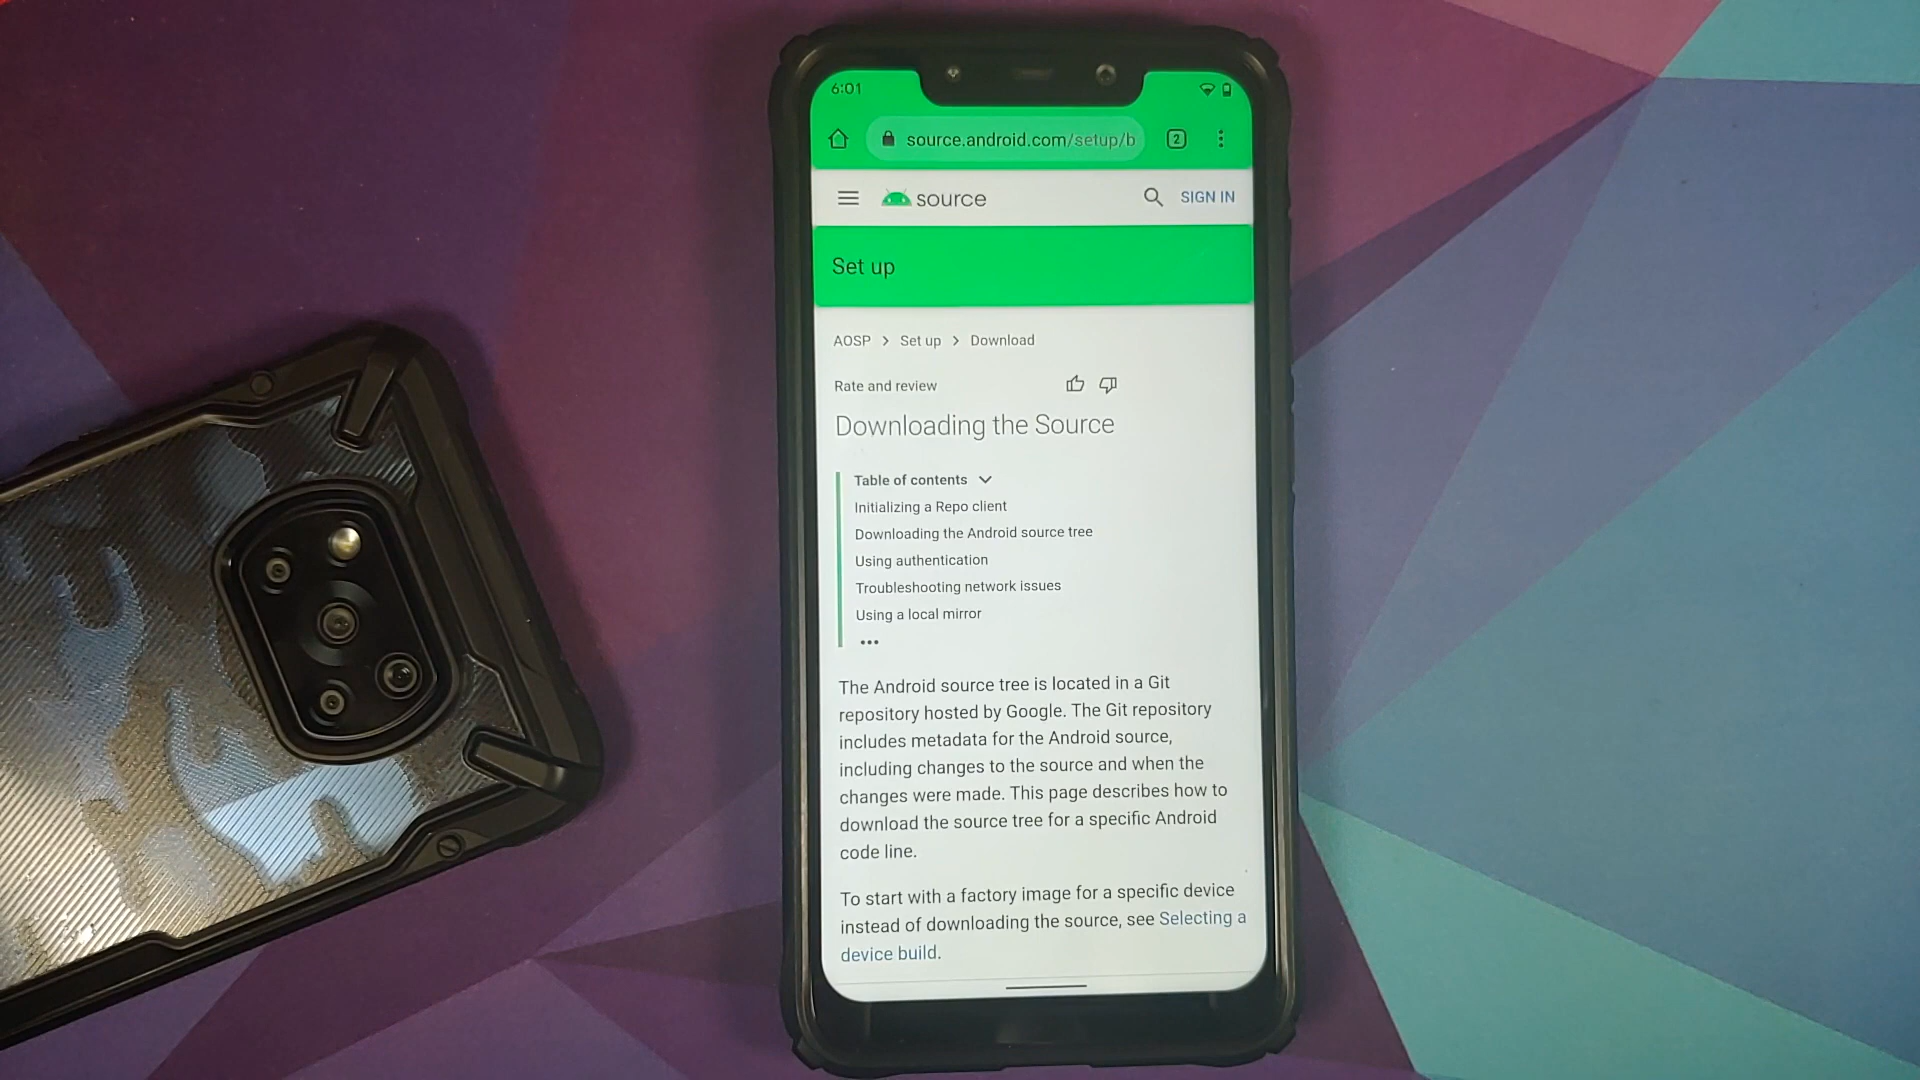 6:01
source.android.com/setup/b
2
source
SIGN IN
Set up
AOSP > Set up > Download
Rate and review
Downloading the Source
Table of contents
Initializing a Repo client
Downloading the Android source tree
Using authentication
Troubleshooting network issues
Using a local mirror
•••
The Android source tree is located in a Git
repository hosted by Google. The Git repository
includes metadata for the Android source,
including changes to the source and when the
changes were made. This page describes how to
download the source tree for a specific Android
code line.
To start with a factory image for a specific device
instead of downloading the source, see Selecting a
device build.